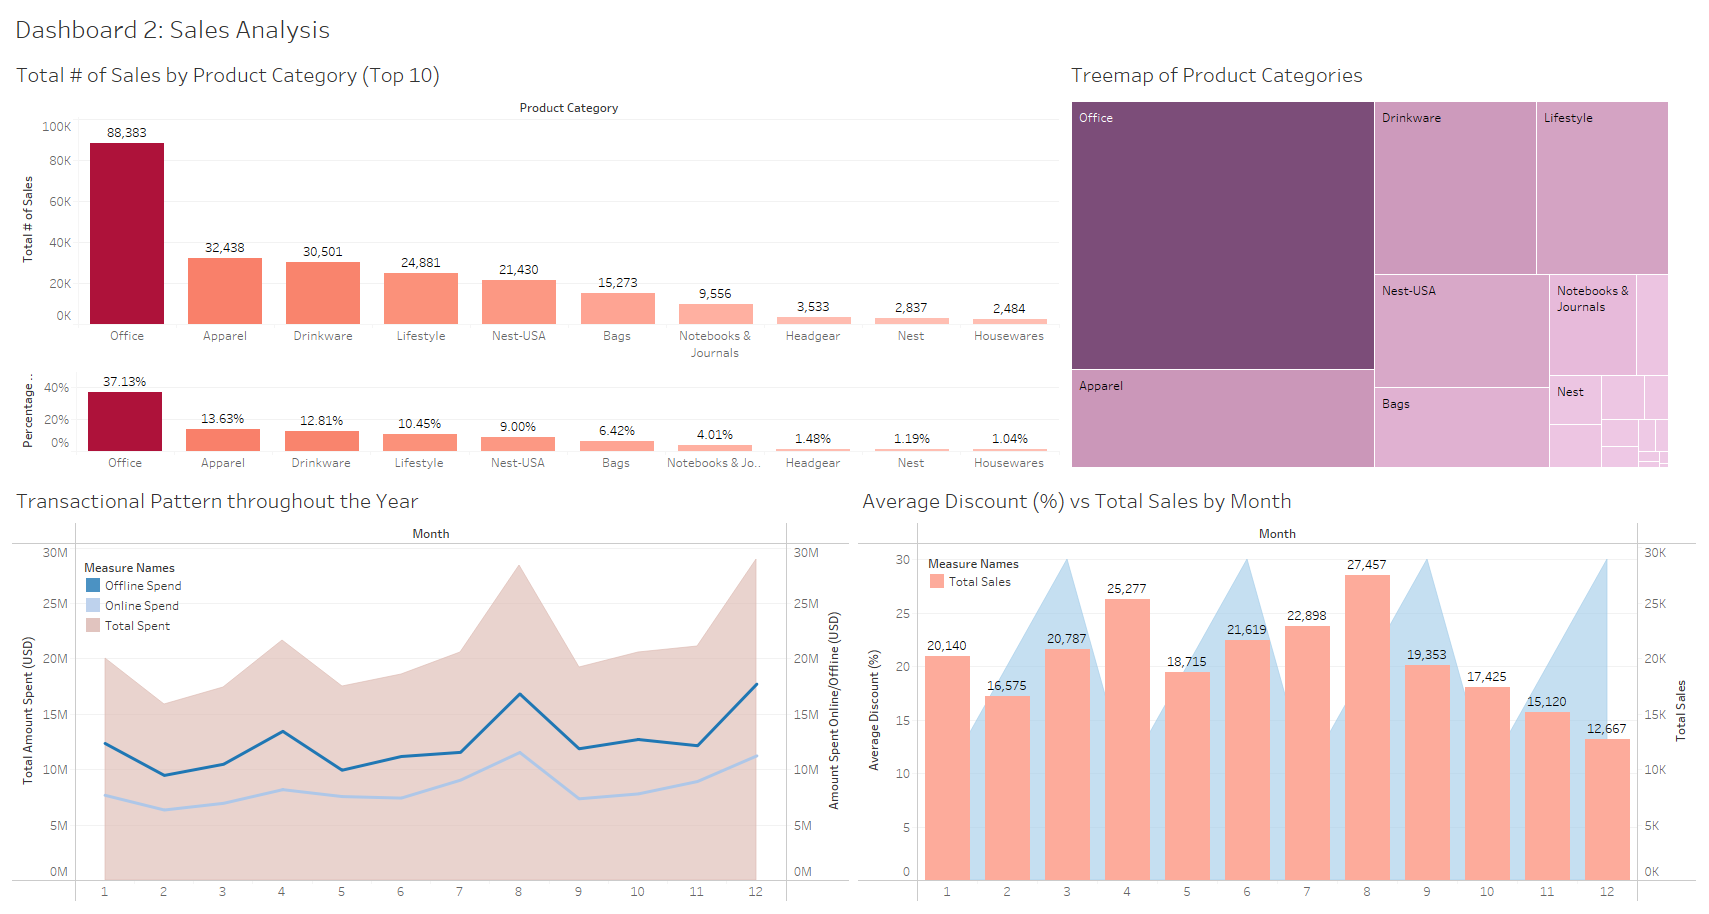 Dashboard 2: Sales Analysis
Total # of Sales by Product Category (Top 10)
Product Category
Total # of Sales
100K
80K
60K
40K
20K
0K
88,383
32,438
30,501
24,881
21,430
15,273
9,556
3,533
2,837
2,484
Office
Apparel
Drinkware
Lifestyle
Nest-USA
Bags
Notebooks &
Journals
Headgear
Nest
Housewares
Percentage ..
40%
20%
0%
37.13%
13.63%
12.81%
10.45%
9.00%
6.42%
4.01%
1.48%
1.19%
1.04%
Office
Apparel
Drinkware
Lifestyle
Nest-USA
Bags
Notebooks & Jo..
Headgear
Nest
Housewares
Treemap of Product Categories
Office
Drinkware
Lifestyle
Nest-USA
Notebooks &
Journals
Apparel
Bags
Nest
Transactional Pattern throughout the Year
Month
Total Amount Spent (USD)
30M
25M
20M
15M
10M
5M
0M
Measure Names
Offline Spend
Online Spend
Total Spent
30M
25M
20M
15M
10M
5M
0M
Amount Spent Online/Offline (USD)
1
2
3
4
5
6
7
8
9
10
11
12
Average Discount (%) vs Total Sales by Month
Month
Average Discount (%)
30
25
20
15
10
5
0
Measure Names
Total Sales
20,140
16,575
20,787
25,277
18,715
21,619
22,898
27,457
19,353
17,425
15,120
12,667
30K
25K
20K
15K
10K
5K
0K
Total Sales
1
2
3
4
5
6
7
8
9
10
11
12